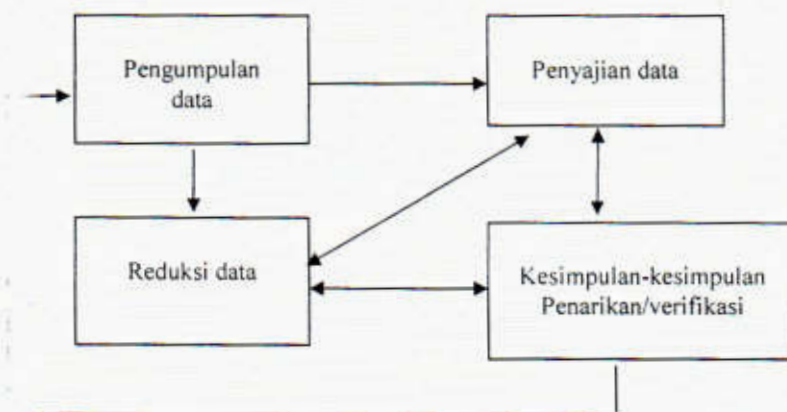 Pengumpulan
data
Penyajian data
Reduksi data
Kesimpulan-kesimpulan
Penarikan/verifikasi